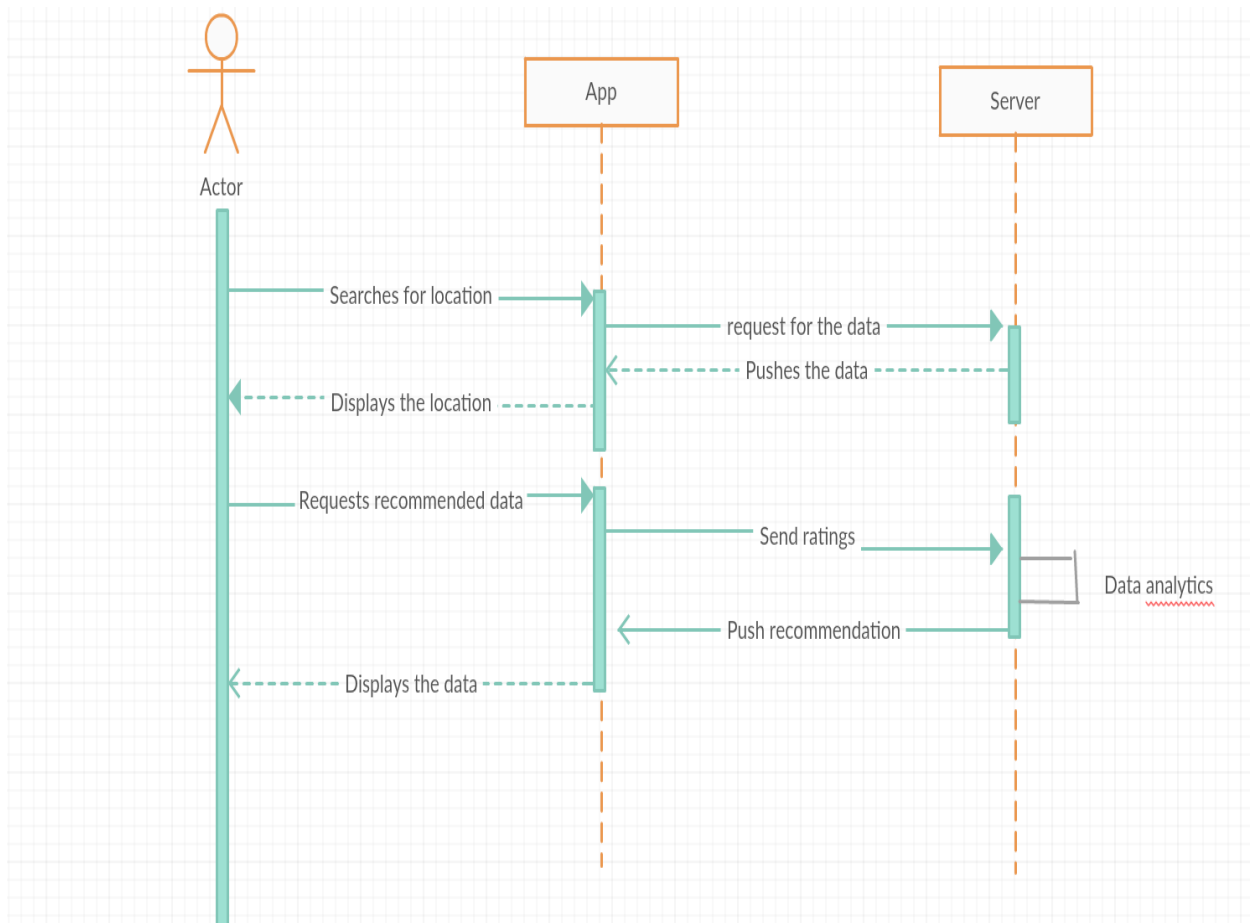 App
Server
Actor
Searches for location
request for the data
Pushes the data
Displays the location
Requests recommended data
Send ratings
Data analytics
Push recommendation
Displays the data